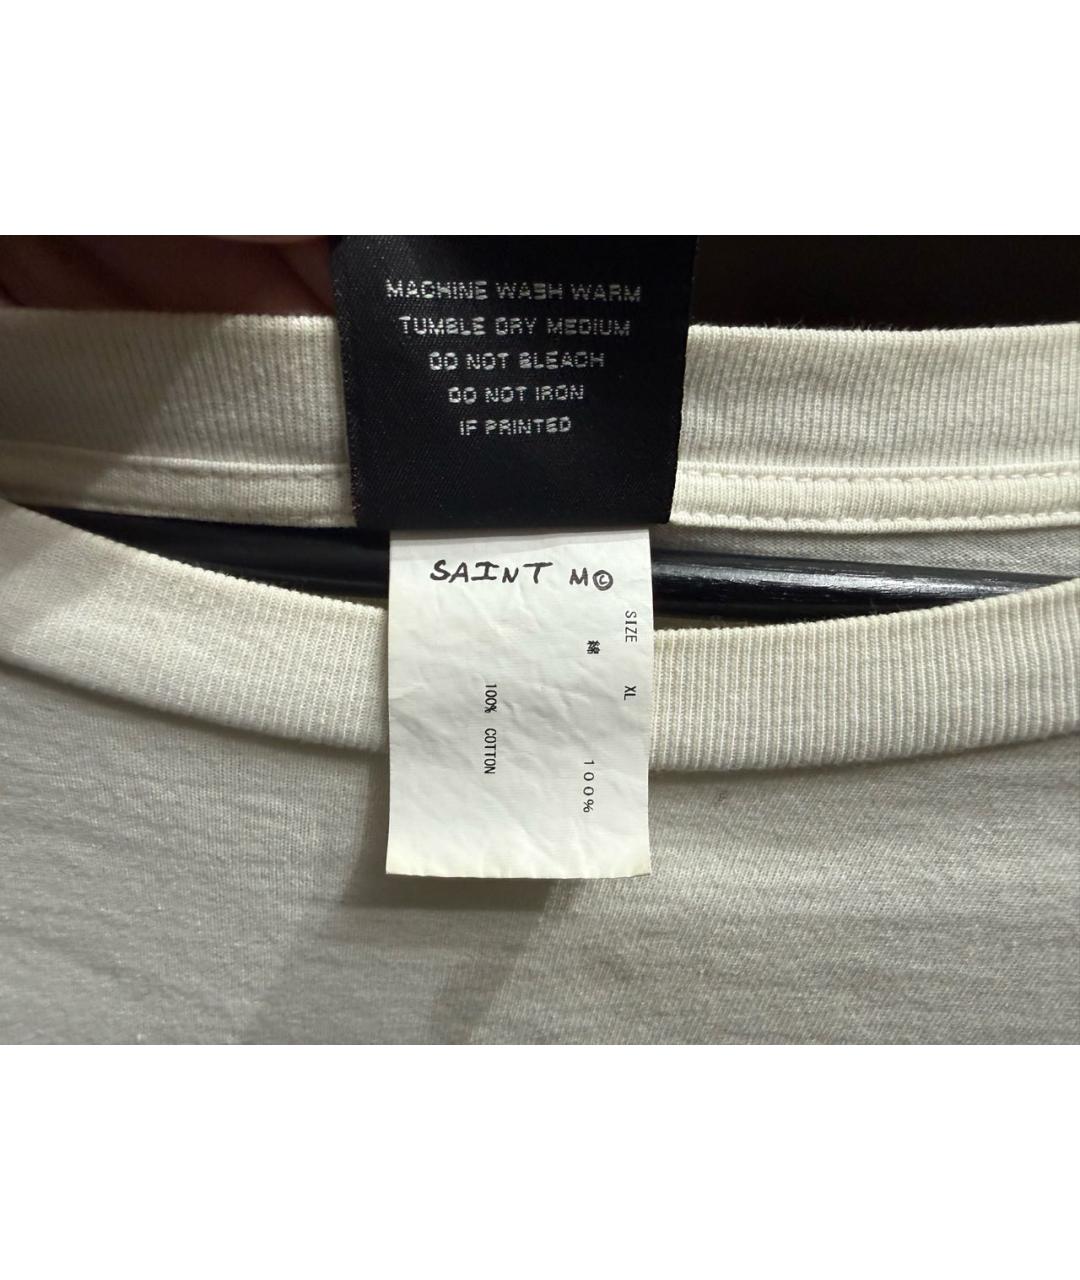 MACHINE WASH WARM
TUMBLE DRY MEDIUM
DO NOT BLEACH
DO NOT IRON
IF PRINTED
SAINT M©
SIZE XL
綿 100%
100% COTTON